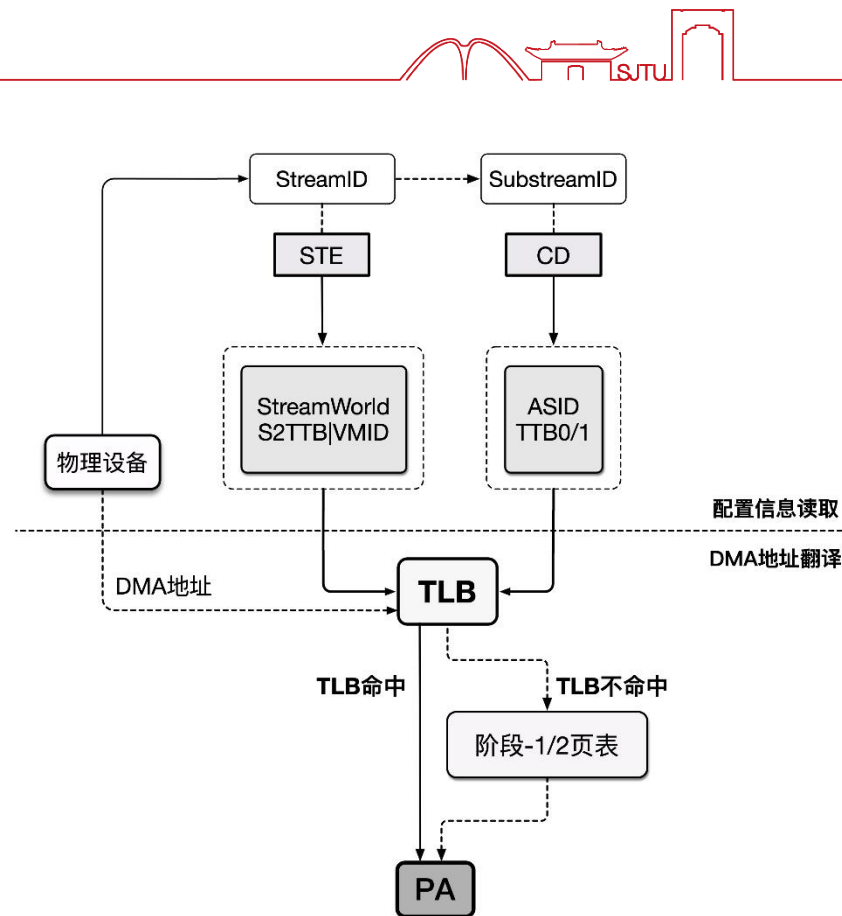 SJTU
StreamID
SubstreamID
STE
CD
StreamWorld
S2TTB|VMID
ASID
TTB0/1
物理设备
配置信息读取
DMA地址翻译
DMA地址
TLB
TLB命中
TLB不命中
阶段-1/2页表
PA